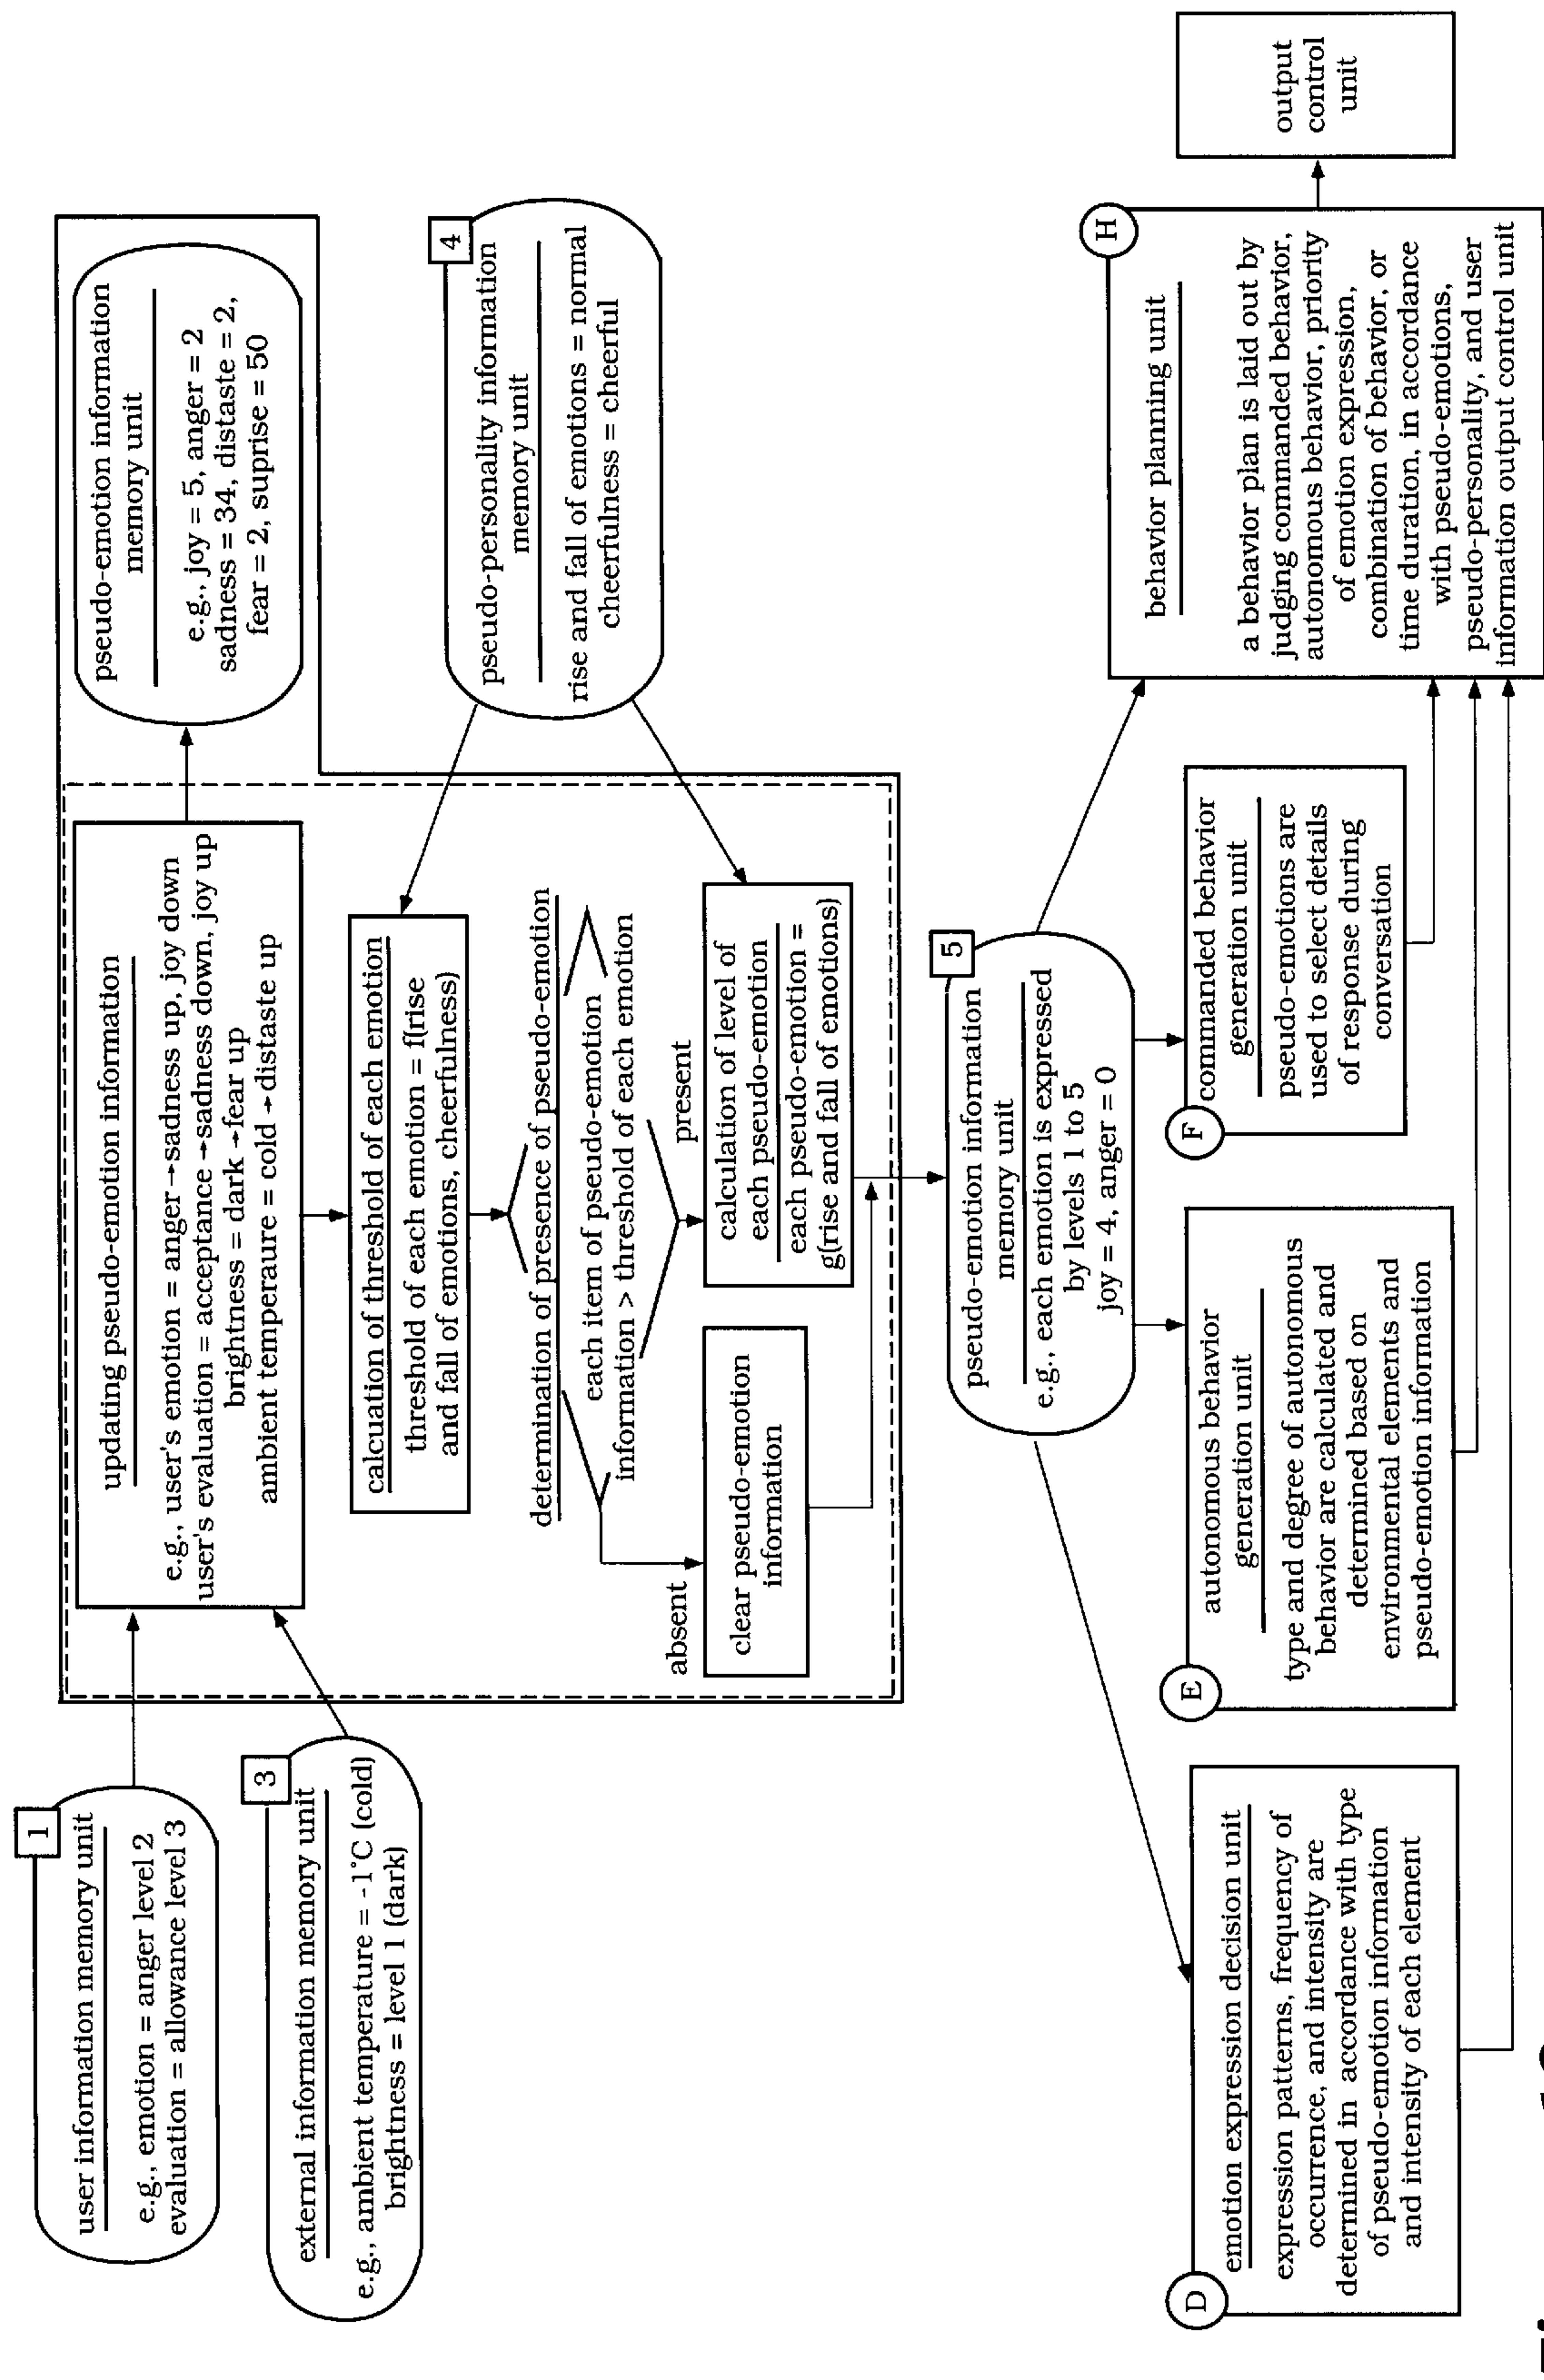 1
user information memory unit
e.g., emotion = anger level 2
evaluation = allowance level 3
3
external information memory unit
e.g., ambient temperature = -1°C (cold)
brightness = level 1 (dark)
updating pseudo-emotion information
e.g., user's emotion = anger→sadness up, joy down
user's evaluation = acceptance →sadness down, joy up
brightness = dark →fear up
ambient temperaure = cold →distaste up
pseudo-emotion information
memory unit
e.g., joy = 5, anger = 2
sadness = 34, distaste = 2,
fear = 2, suprise = 50
calcuation of threshold of each emotion
threshold of each emotion = f(rise
and fall of emotions, cheerfulness)
4
pseudo-personality information
memory unit
rise and fall of emotions = normal
cheerfulness = cheerful
determination of presence of pseudo-emotion
each item of pseudo-emotion
information > threshold of each emotion
absent
present
clear pseudo-emotion
information
calculation of level of
each pseudo-emotion
each pseudo-emotion =
g(rise and fall of emotions)
5
pseudo-emotion information
memory unit
e.g., each emotion is expressed
by levels 1 to 5
joy = 4, anger = 0
D
emotion expression decision unit
expression patterns, frequency of
occurrence, and intensity are
determined in accordance with type
of pseudo-emotion information
and intensity of each element
E
autonomous behavior
generation unit
type and degree of autonomous
behavior are calculated and
determined based on
environmental elements and
pseudo-emotion information
F
commanded behavior
generation unit
pseudo-emotions are
used to select details
of response during
conversation
H
behavior planning unit
a behavior plan is laid out by
judging commanded behavior,
autonomous behavior, priority
of emotion expression,
combination of behavior, or
time duration, in accordance
with pseudo-emotions,
pseudo-personality, and user
information output control unit
output
control
unit